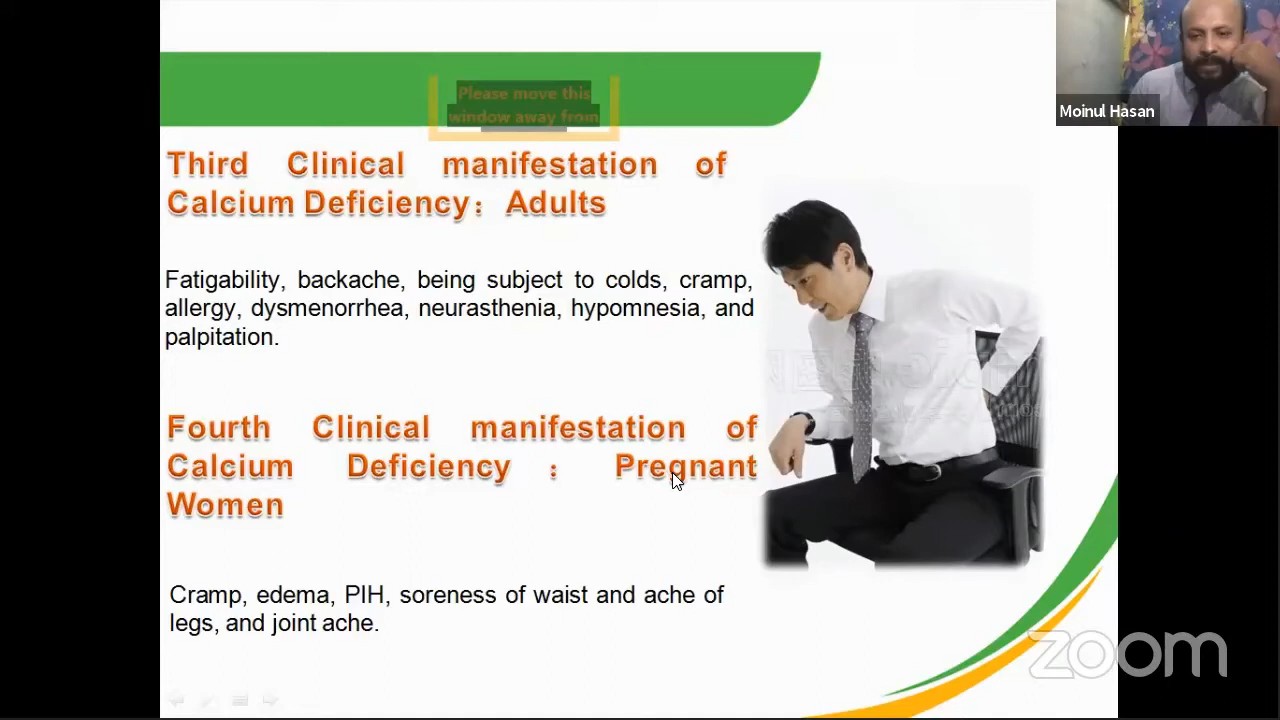 Please move this
window away from
Moinul Hasan
Third Clinical manifestation of
Calcium Deficiency： Adults
Fatigability, backache, being subject to colds, cramp,
allergy, dysmenorrhea, neurasthenia, hypomnesia, and
palpitation.
Fourth Clinical manifestation of
Calcium Deficiency ： Pregnant
Women
Cramp, edema, PIH, soreness of waist and ache of
legs, and joint ache.
zoom